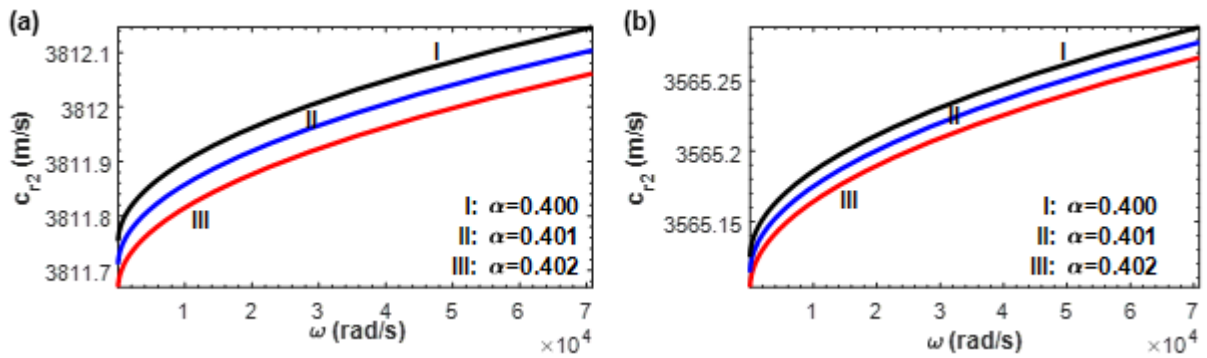 (a)
c_r2 (m/s)
3812.1
3812
3811.9
3811.8
3811.7
I
II
III
I: α=0.400
II: α=0.401
III: α=0.402
1 2 3 4 5 6 7
ω (rad/s)
×10^4
(b)
c_r2 (m/s)
3565.25
3565.2
3565.15
I
II
III
I: α=0.400
II: α=0.401
III: α=0.402
1 2 3 4 5 6 7
ω (rad/s)
×10^4